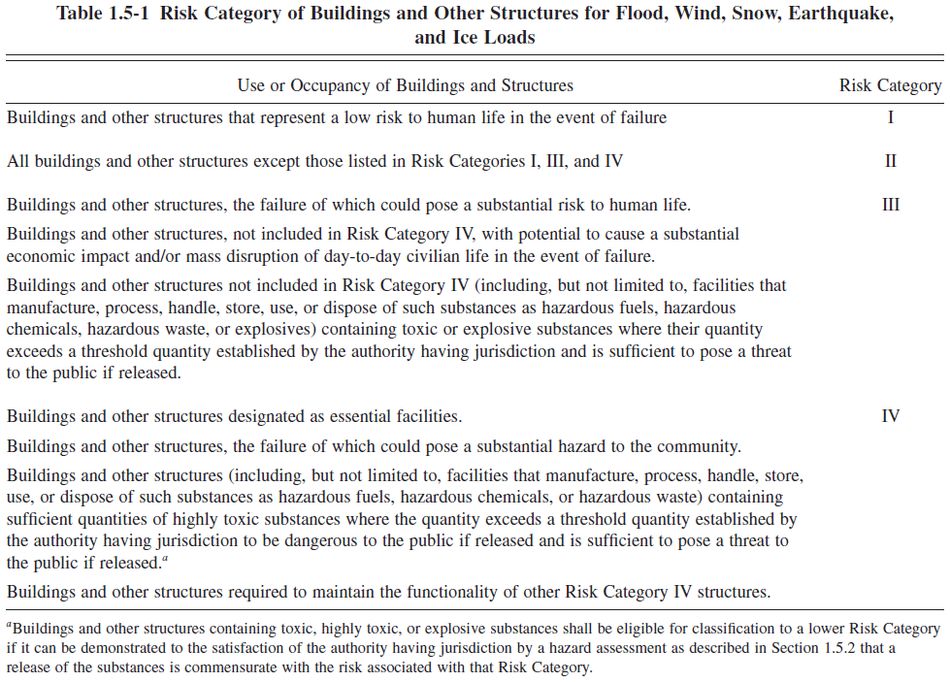 Table 1.5-1 Risk Category of Buildings and Other Structures for Flood, Wind, Snow, Earthquake,
and Ice Loads
Use or Occupancy of Buildings and Structures Risk Category
Buildings and other structures that represent a low risk to human life in the event of failure I
All buildings and other structures except those listed in Risk Categories I, III, and IV II
Buildings and other structures, the failure of which could pose a substantial risk to human life. III
Buildings and other structures, not included in Risk Category IV, with potential to cause a substantial
economic impact and/or mass disruption of day-to-day civilian life in the event of failure.
Buildings and other structures not included in Risk Category IV (including, but not limited to, facilities that
manufacture, process, handle, store, use, or dispose of such substances as hazardous fuels, hazardous
chemicals, hazardous waste, or explosives) containing toxic or explosive substances where their quantity
exceeds a threshold quantity established by the authority having jurisdiction and is sufficient to pose a threat
to the public if released.
Buildings and other structures designated as essential facilities. IV
Buildings and other structures, the failure of which could pose a substantial hazard to the community.
Buildings and other structures (including, but not limited to, facilities that manufacture, process, handle, store,
use, or dispose of such substances as hazardous fuels, hazardous chemicals, or hazardous waste) containing
sufficient quantities of highly toxic substances where the quantity exceeds a threshold quantity established by
the authority having jurisdiction to be dangerous to the public if released and is sufficient to pose a threat to
the public if released.a
Buildings and other structures required to maintain the functionality of other Risk Category IV structures.
aBuildings and other structures containing toxic, highly toxic, or explosive substances shall be eligible for classification to a lower Risk Category
if it can be demonstrated to the satisfaction of the authority having jurisdiction by a hazard assessment as described in Section 1.5.2 that a
release of the substances is commensurate with the risk associated with that Risk Category.